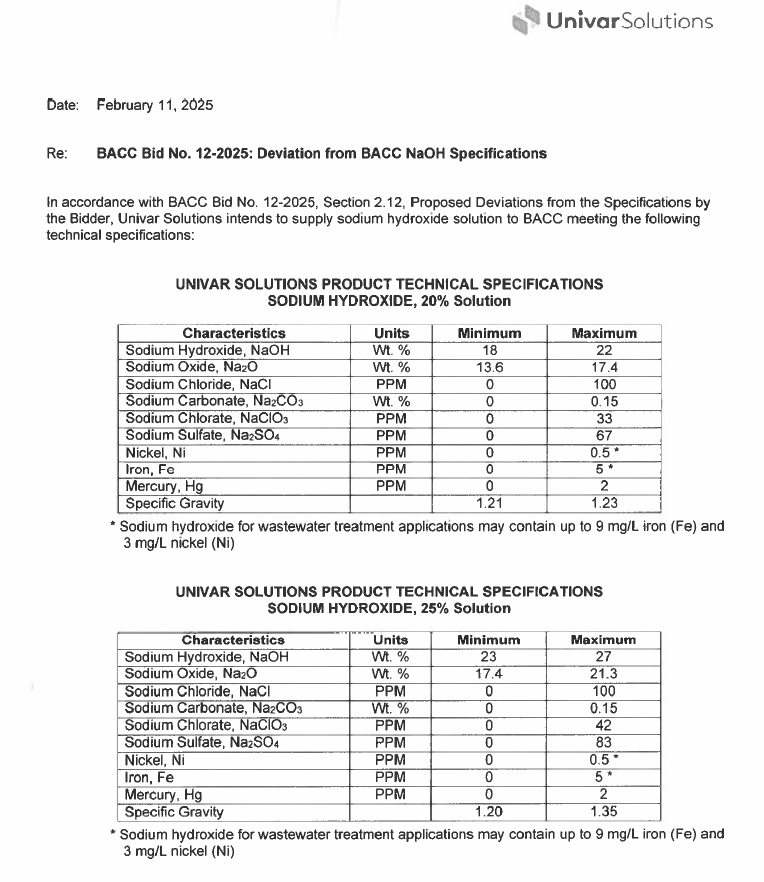 UnivarSolutions
Date: February 11, 2025
Re: BACC Bid No. 12-2025: Deviation from BACC NaOH Specifications
In accordance with BACC Bid No. 12-2025, Section 2.12, Proposed Deviations from the Specifications by
the Bidder, Univar Solutions intends to supply sodium hydroxide solution to BACC meeting the following
technical specifications:
UNIVAR SOLUTIONS PRODUCT TECHNICAL SPECIFICATIONS
SODIUM HYDROXIDE, 20% Solution
Characteristics Units Minimum Maximum
Sodium Hydroxide, NaOH Wt. % 18 22
Sodium Oxide, Na2O Wt. % 13.6 17.4
Sodium Chloride, NaCl PPM 0 100
Sodium Carbonate, Na2CO3 Wt. % 0 0.15
Sodium Chlorate, NaClO3 PPM 0 33
Sodium Sulfate, Na2SO4 PPM 0 67
Nickel, Ni PPM 0 0.5 *
Iron, Fe PPM 0 5 *
Mercury, Hg PPM 0 2
Specific Gravity 1.21 1.23
* Sodium hydroxide for wastewater treatment applications may contain up to 9 mg/L iron (Fe) and
3 mg/L nickel (Ni)
UNIVAR SOLUTIONS PRODUCT TECHNICAL SPECIFICATIONS
SODIUM HYDROXIDE, 25% Solution
Characteristics Units Minimum Maximum
Sodium Hydroxide, NaOH Wt. % 23 27
Sodium Oxide, Na2O Wt. % 17.4 21.3
Sodium Chloride, NaCl PPM 0 100
Sodium Carbonate, Na2CO3 Wt. % 0 0.15
Sodium Chlorate, NaClO3 PPM 0 42
Sodium Sulfate, Na2SO4 PPM 0 83
Nickel, Ni PPM 0 0.5 *
Iron, Fe PPM 0 5 *
Mercury, Hg PPM 0 2
Specific Gravity 1.20 1.35
* Sodium hydroxide for wastewater treatment applications may contain up to 9 mg/L iron (Fe) and
3 mg/L nickel (Ni)